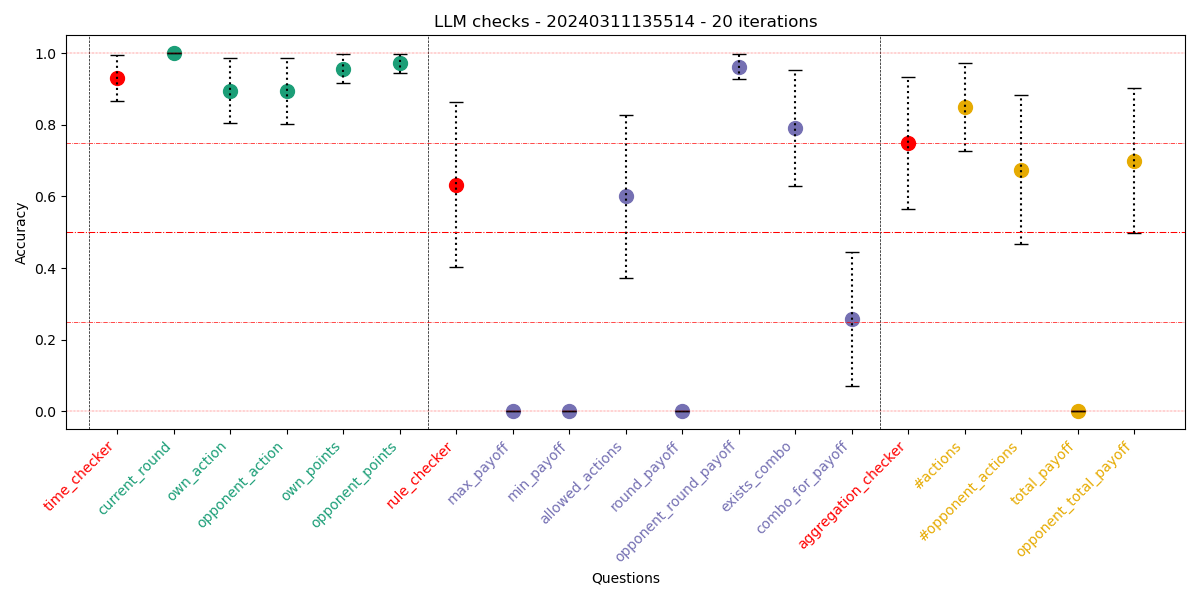 LLM checks - 20240311135514 - 20 iterations
Accuracy
1.0
0.8
0.6
0.4
0.2
0.0
time_checker
current_round
own_action
opponent_action
own_points
opponent_points
rule_checker
max_payoff
min_payoff
allowed_actions
round_payoff
opponent_round_payoff
exists_combo
combo_for_payoff
aggregation_checker
#actions
#opponent_actions
total_payoff
opponent_total_payoff
Questions